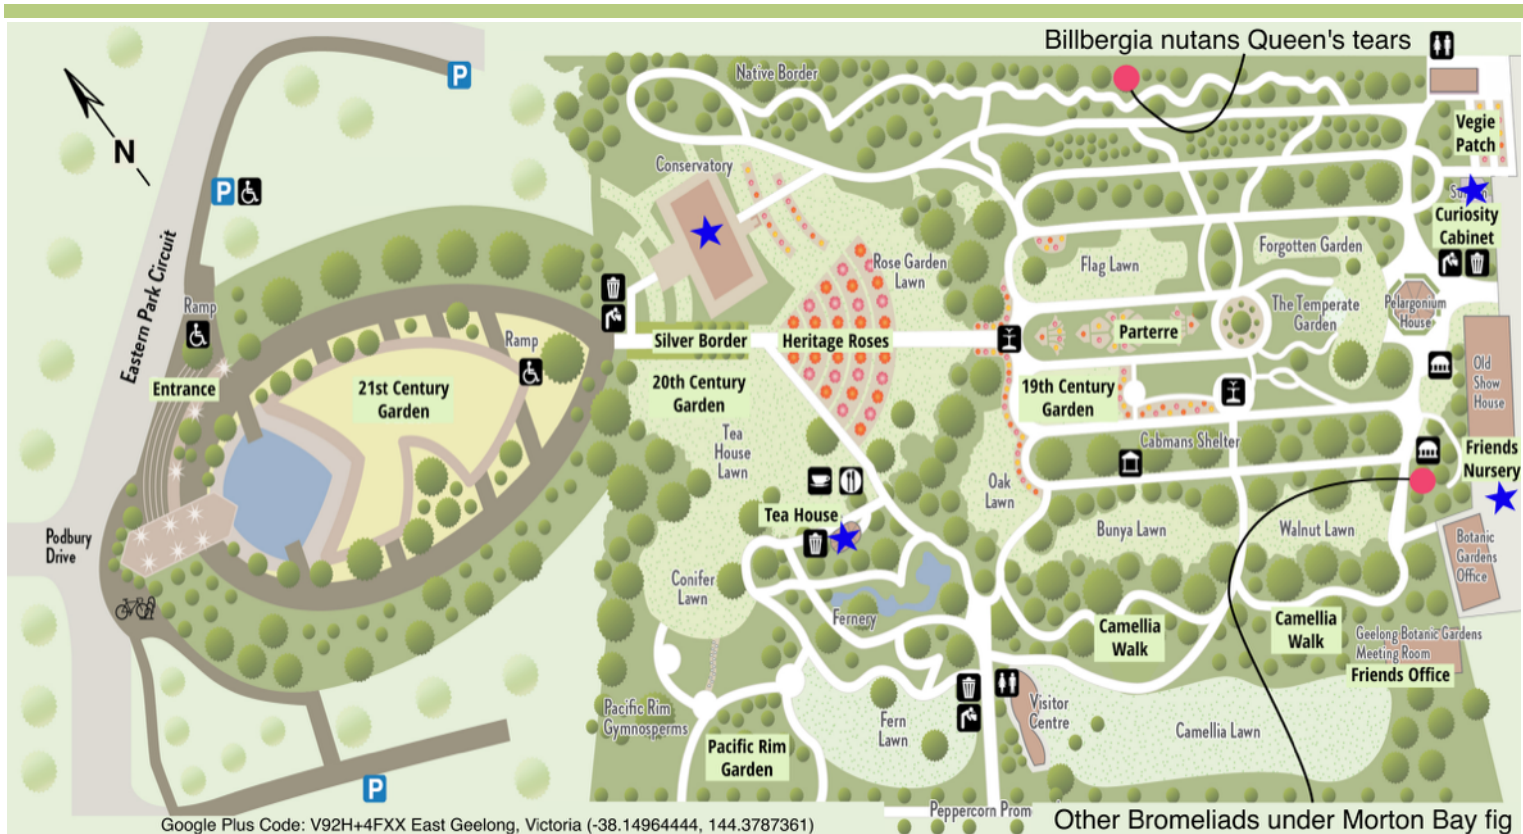 Billbergia nutans Queen's tears
Native Border
P
N
Vegie
Patch
Conservatory
P
Curiosity
Cabinet
Eastern Park Circuit
Forgotten Garden
Rose Garden
Lawn
Flag Lawn
Ramp
The Temperate
Garden
Pelargonium
House
Ramp
Silver Border
Heritage Roses
Parterre
Entrance
21st Century
Garden
20th Century
Garden
19th Century
Garden
Old
Show
House
Tea
House
Lawn
Cabmans Shelter
Friends
Nursery
Oak
Lawn
Tea House
Bunya Lawn
Walnut Lawn
Podbury
Drive
Botanic
Gardens
Office
Conifer
Lawn
Fernery
Camellia
Walk
Camellia
Walk
Geelong Botanic Gardens
Meeting Room
Friends Office
Pacific Rim
Gymnosperms
Visitor
Centre
Fern
Lawn
Camellia Lawn
Pacific Rim
Garden
P
Peppercorn Prom
Google Plus Code: V92H+4FXX East Geelong, Victoria (-38.14964444, 144.3787361)
Other Bromeliads under Morton Bay fig